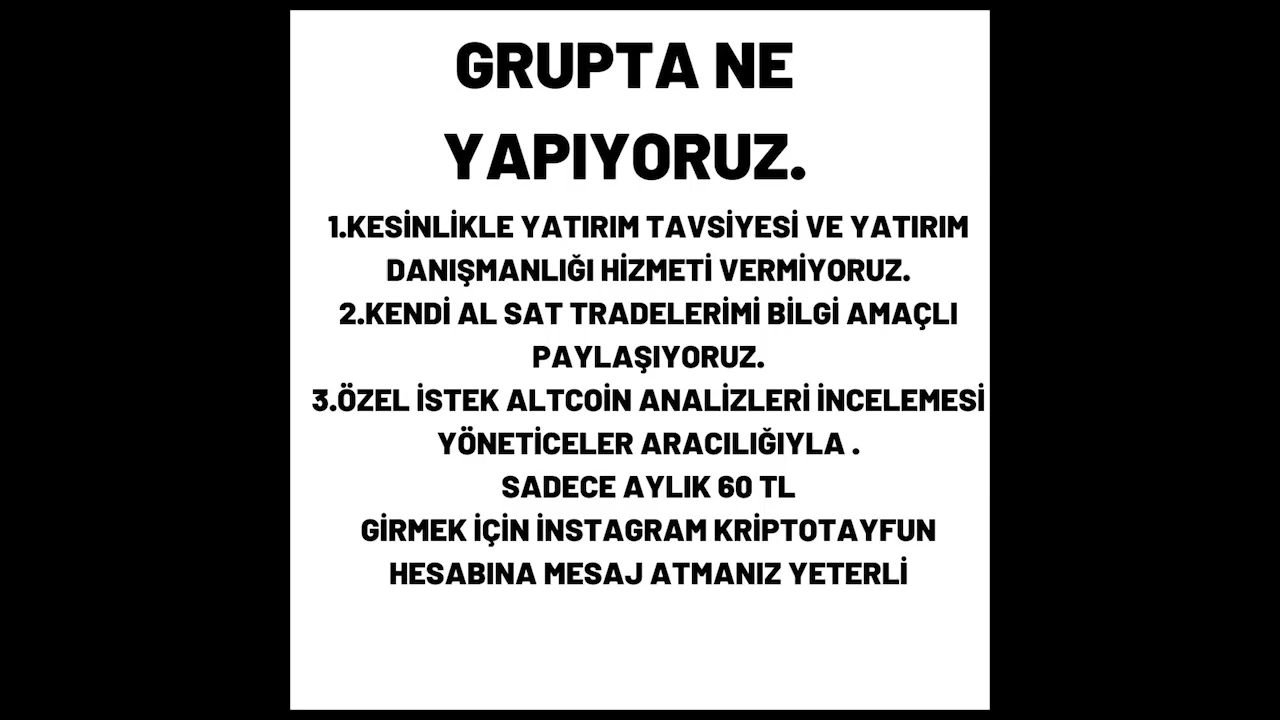 GRUPTA NE
YAPIYORUZ.
1.KESİNLİKLE YATIRIM TAVSİYESİ VE YATIRIM
DANIŞMANLIĞI HİZMETİ VERMİYORUZ.
2.KENDİ AL SAT TRADELERİMİ BİLGİ AMAÇLI
PAYLAŞIYORUZ.
3.ÖZEL İSTEK ALTCOİN ANALİZLERİ İNCELEMESİ
YÖNETİCELER ARACILIĞIYLA .
SADECE AYLIK 60 TL
GİRMEK İÇİN İNSTAGRAM KRİPTOTAYFUN
HESABINA MESAJ ATMANIZ YETERLİ